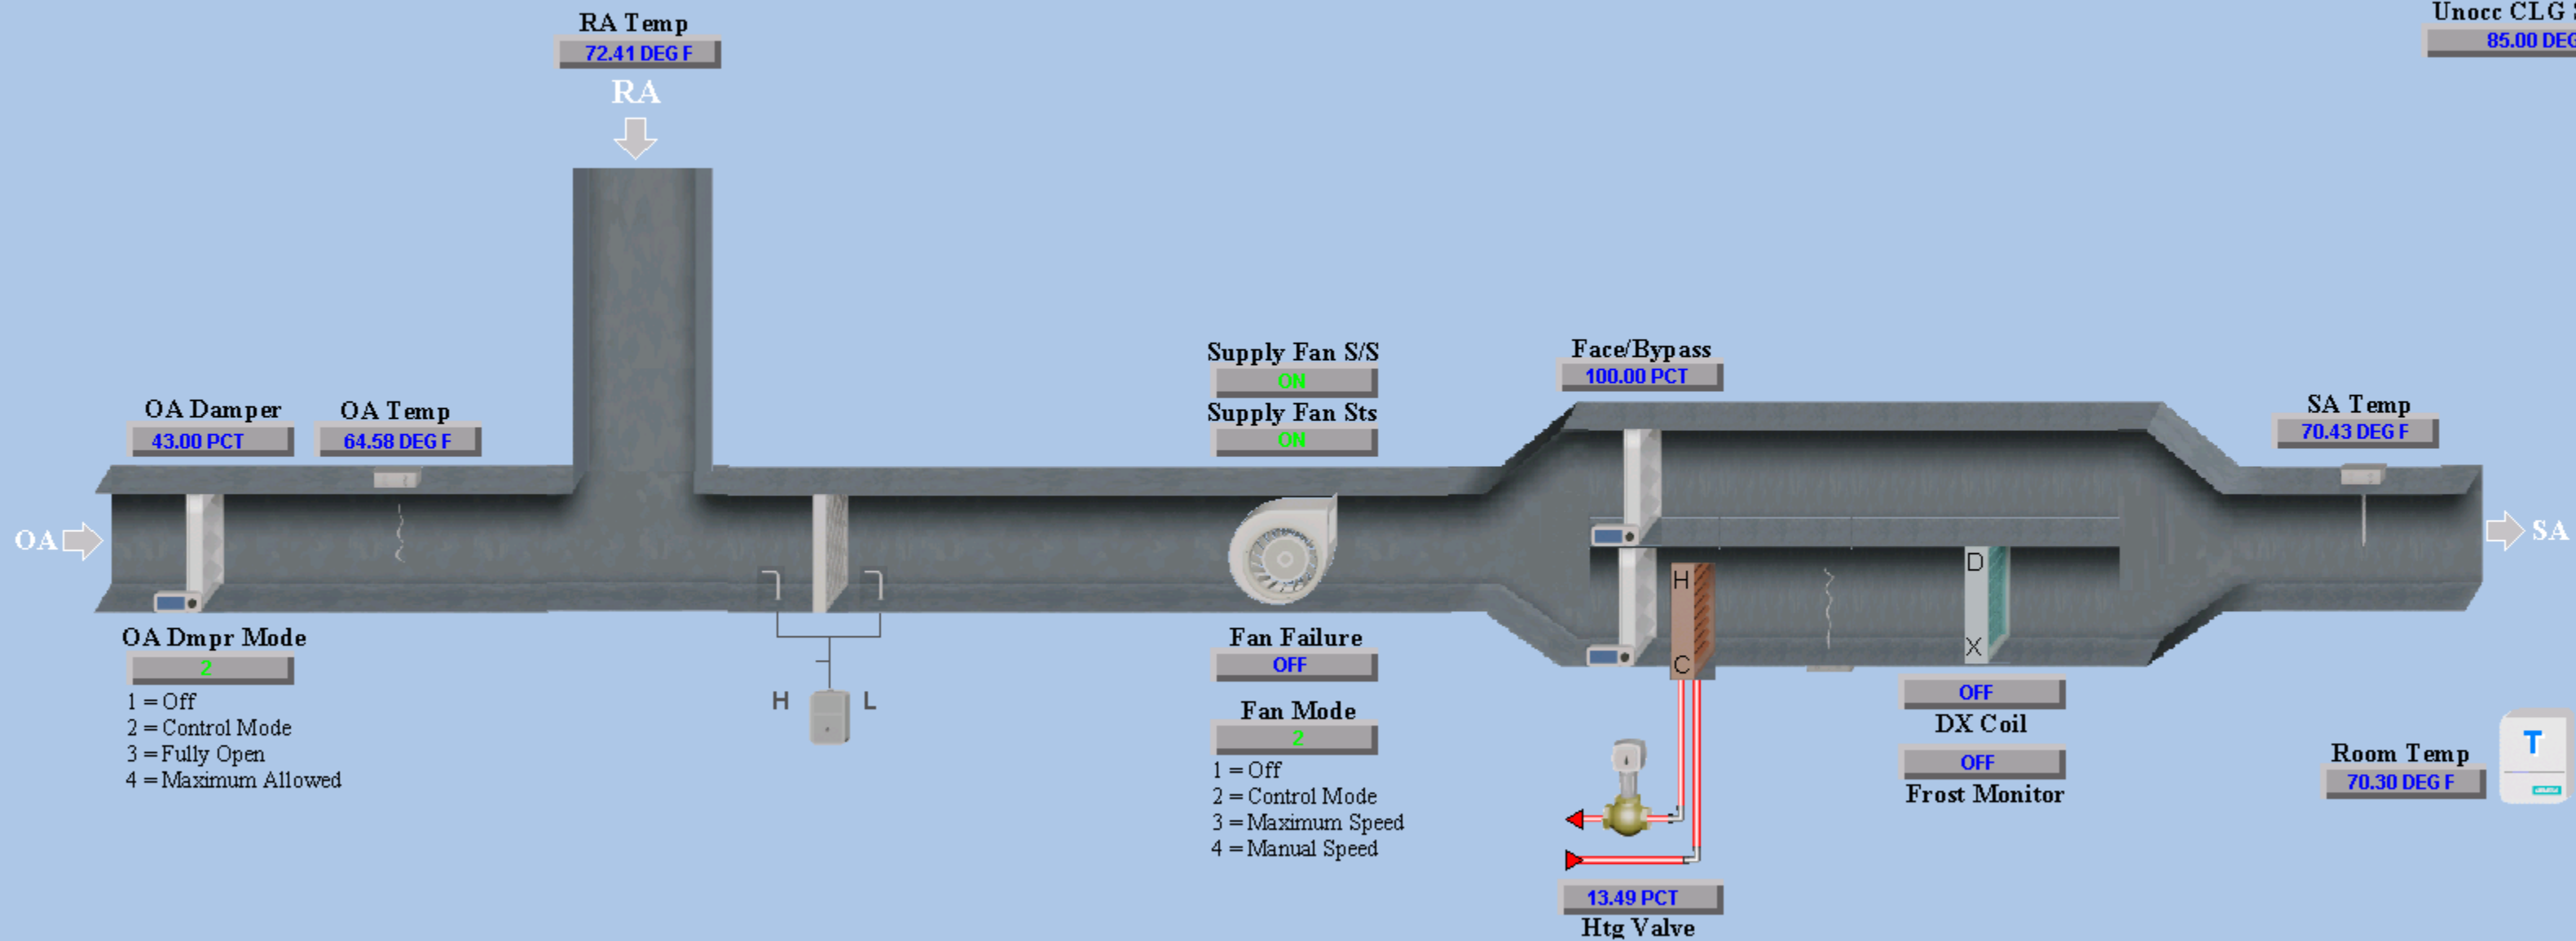 RA Temp
72.41 DEG F
RA
Unocc CLG
85.00 DEG
Supply Fan S/S
ON
Supply Fan Sts
ON
Face/Bypass
100.00 PCT
OA Damper
43.00 PCT
OA Temp
64.58 DEG F
SA Temp
70.43 DEG F
OA
SA
D
X
H
C
OA Dmpr Mode
2
1 = Off
2 = Control Mode
3 = Fully Open
4 = Maximum Allowed
H
L
Fan Failure
OFF
Fan Mode
2
1 = Off
2 = Control Mode
3 = Maximum Speed
4 = Manual Speed
OFF
DX Coil
OFF
Frost Monitor
Room Temp
70.30 DEG F
T
13.49 PCT
Htg Valve